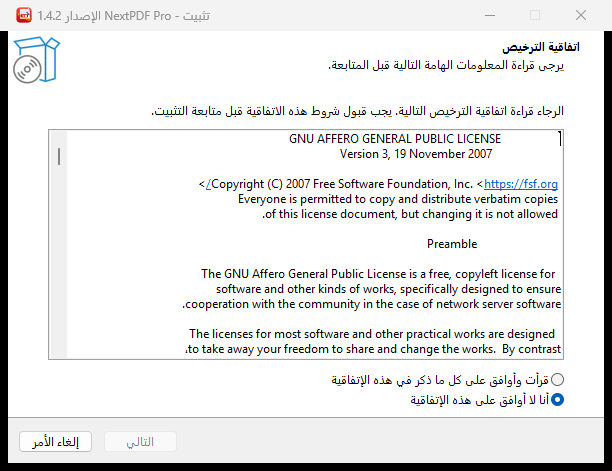 تثبيت - NextPDF Pro الإصدار 1.4.2
اتفاقية الترخيص
يرجى قراءة المعلومات الهامة التالية قبل المتابعة.
الرجاء قراءة اتفاقية الترخيص التالية. يجب قبول شروط هذه الاتفاقية قبل متابعة التثبيت.
GNU AFFERO GENERAL PUBLIC LICENSE
Version 3, 19 November 2007
Copyright (C) 2007 Free Software Foundation, Inc. <https://fsf.org/>
Everyone is permitted to copy and distribute verbatim copies
of this license document, but changing it is not allowed.
Preamble
The GNU Affero General Public License is a free, copyleft license for
software and other kinds of works, specifically designed to ensure
cooperation with the community in the case of network server software.
The licenses for most software and other practical works are designed
to take away your freedom to share and change the works. By contrast.
قرأت وأوافق على كل ما ذكر في هذه الإتفاقية
أنا لا أوافق على هذه الإتفاقية
التالي
إلغاء الأمر